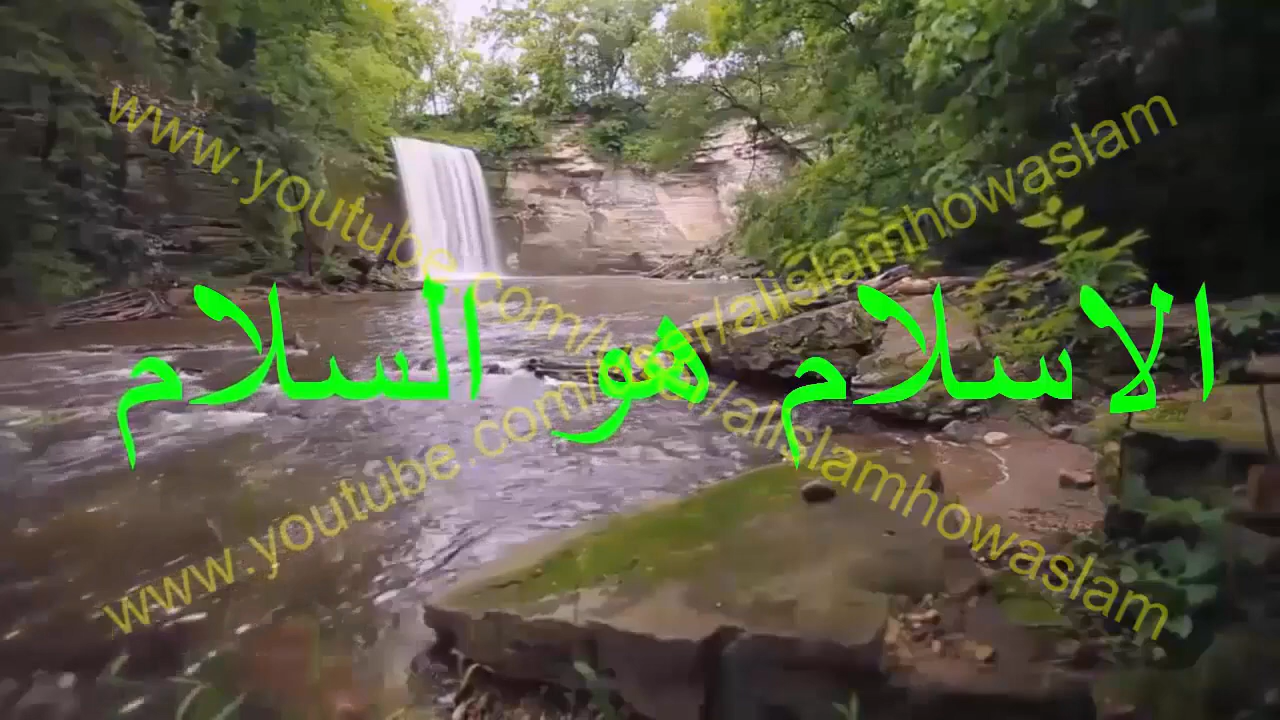 www.youtube.com/user/alislamhowaslam
الاسلام هو السلام
www.youtube.com/user/alislamhowaslam